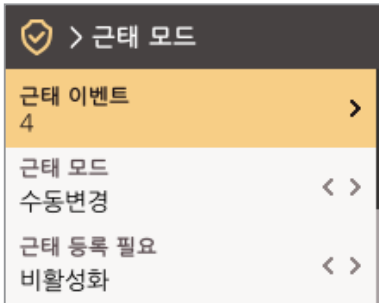 > 근태 모드
근태 이벤트
4
근태 모드
수동변경
근태 등록 필요
비활성화